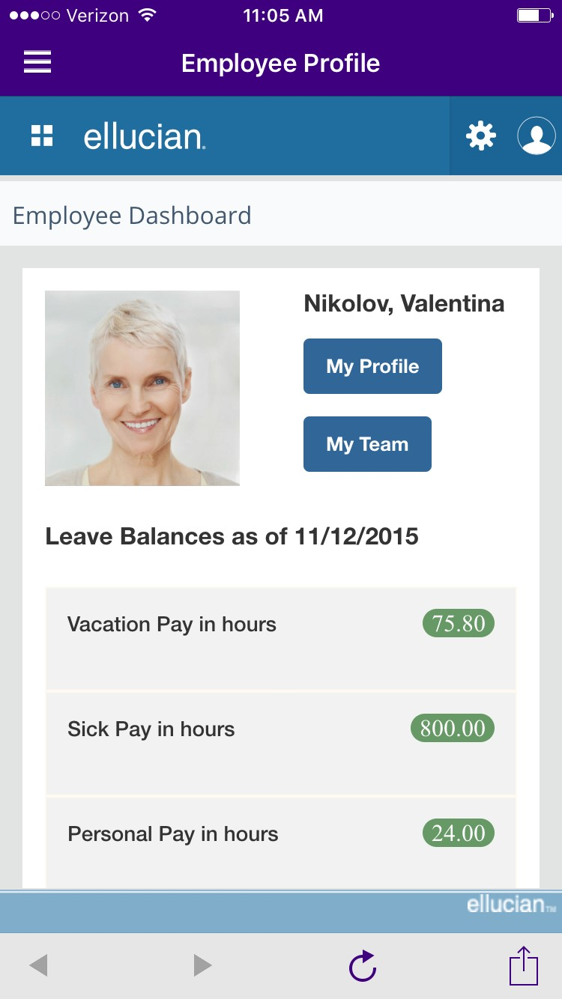 Verizon 11:05 AM
Employee Profile
ellucian.
Employee Dashboard
Nikolov, Valentina
My Profile
My Team
Leave Balances as of 11/12/2015
Vacation Pay in hours 75.80
Sick Pay in hours 800.00
Personal Pay in hours 24.00
ellucian™